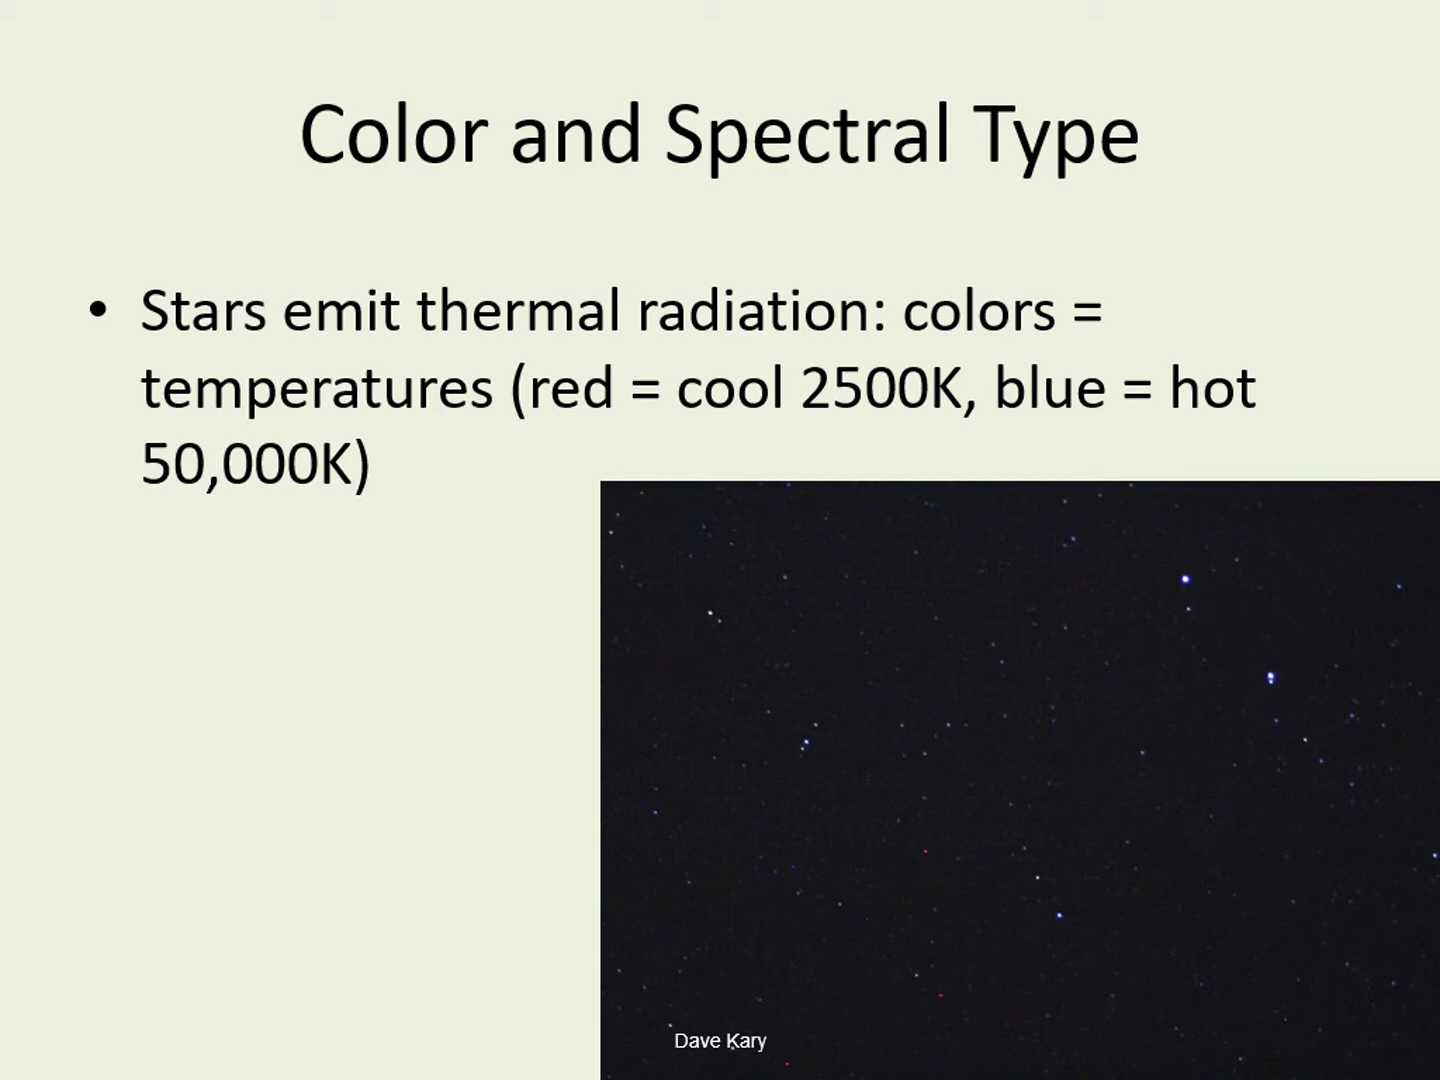 Color and Spectral Type
• Stars emit thermal radiation: colors =
temperatures (red = cool 2500K, blue = hot
50,000K)
Dave Kary